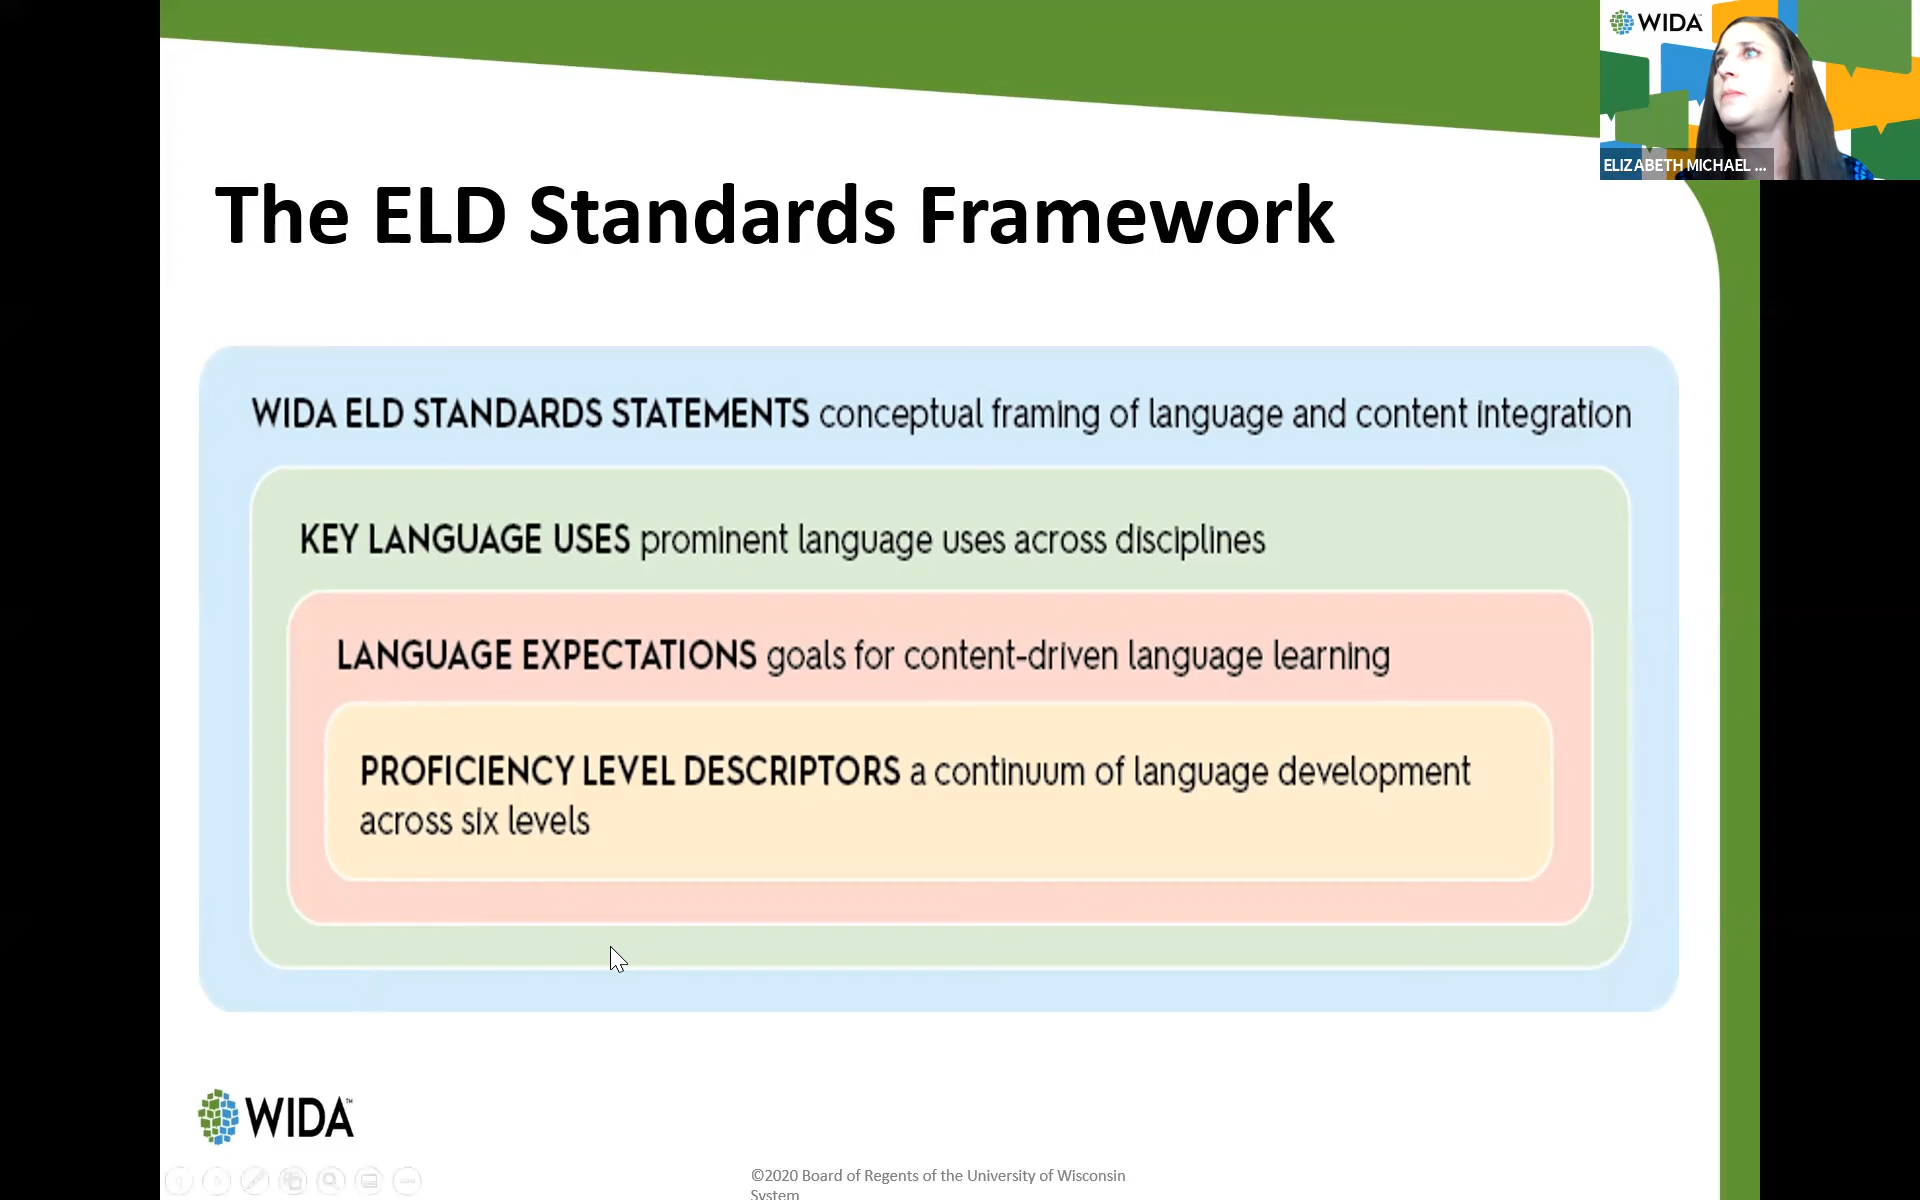 WIDA
ELIZABETH MICHAEL ...
The ELD Standards Framework
WIDA ELD STANDARDS STATEMENTS conceptual framing of language and content integration
KEY LANGUAGE USES prominent language uses across disciplines
LANGUAGE EXPECTATIONS goals for content-driven language learning
PROFICIENCY LEVEL DESCRIPTORS a continuum of language development
across six levels
WIDA™
©2020 Board of Regents of the University of Wisconsin
System